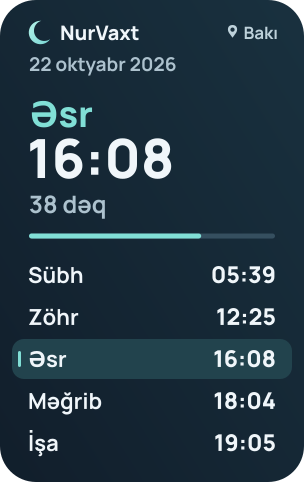 NurVaxt
Bakı
22 oktyabr 2026
Əsr
16:08
38 dəq
Sübh 05:39
Zöhr 12:25
Əsr 16:08
Məğrib 18:04
İşa 19:05